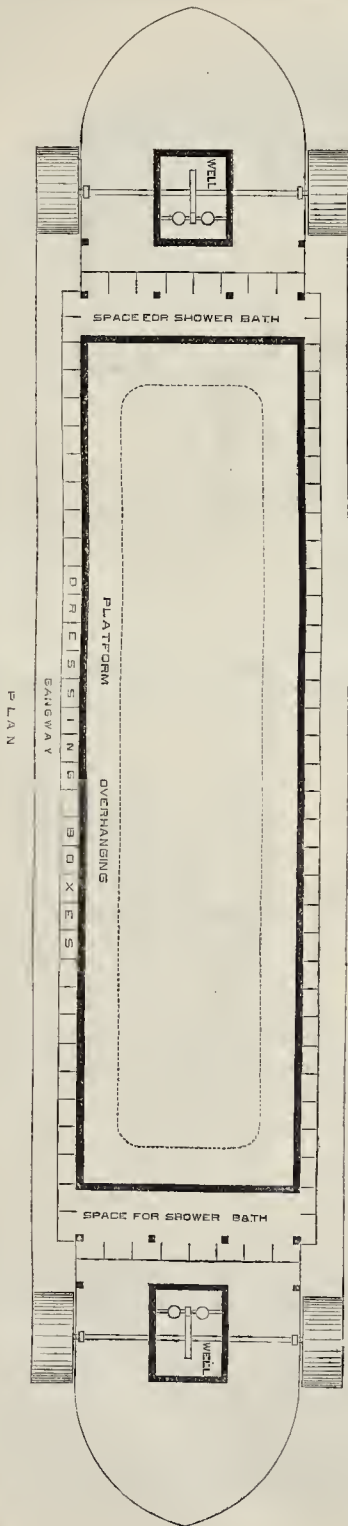 WELL
SPACE FOR SHOWER BATH
PLATFORM OVERHANGING
DRESSING BOXES
GANGWAY
PLAN
SPACE FOR SHOWER BATH
WELL